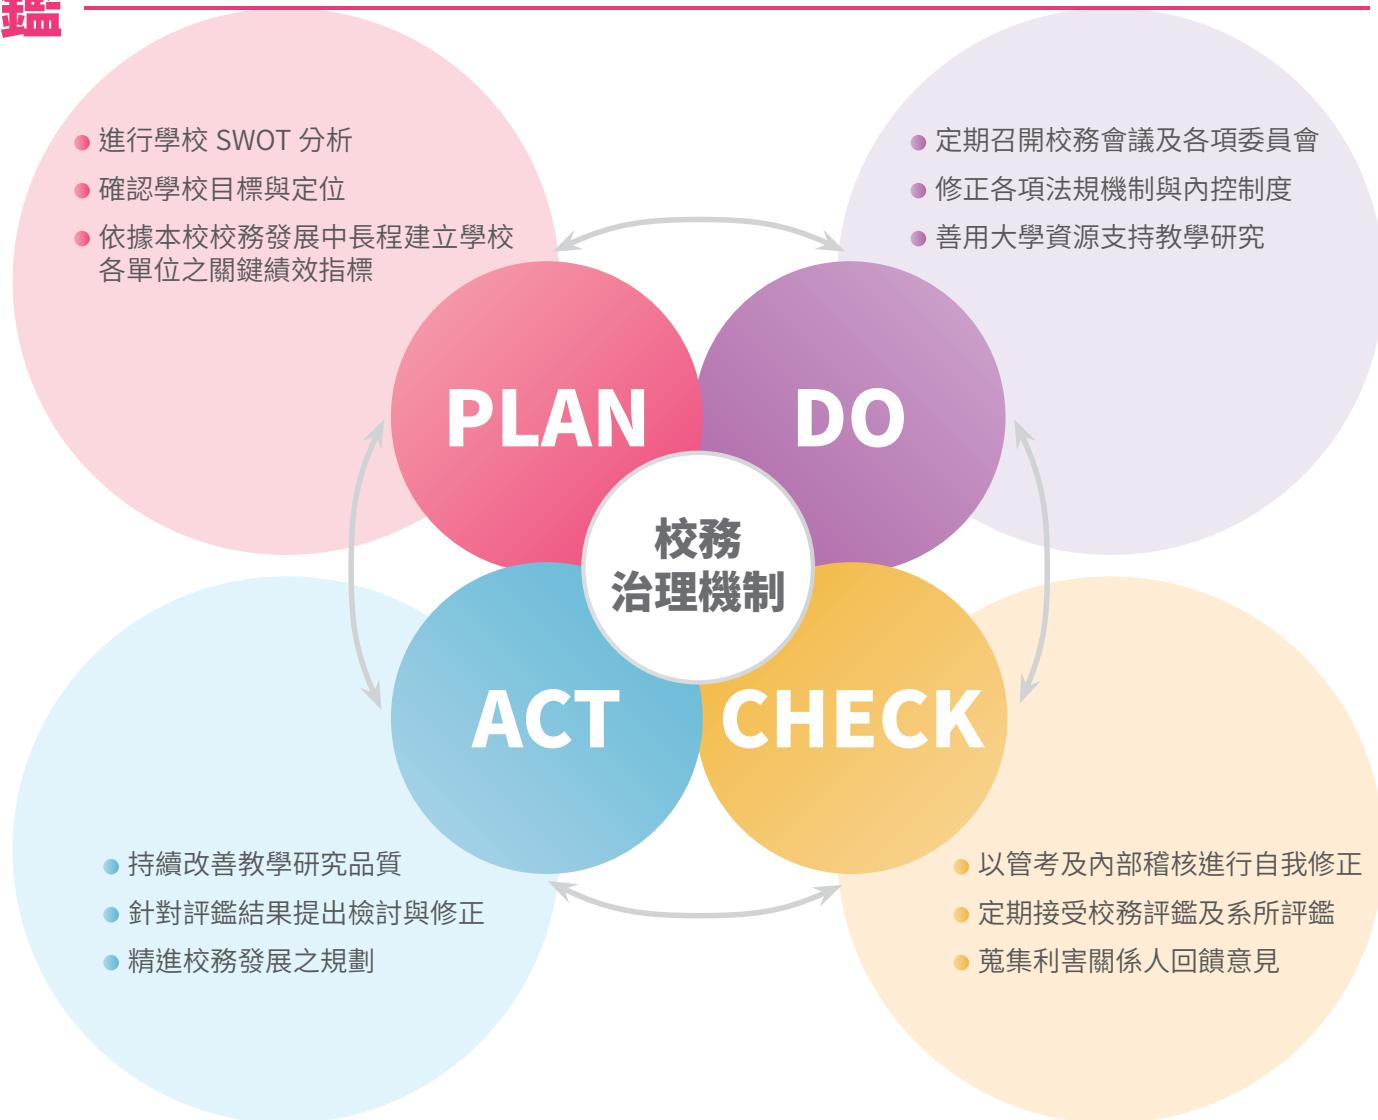 鑑
進行學校 SWOT 分析
確認學校目標與定位
依據本校校務發展中長程建立學校
各單位之關鍵績效指標
定期召開校務會議及各項委員會
修正各項法規機制與內控制度
善用大學資源支持教學研究
PLAN
DO
校務
治理機制
ACT
CHECK
持續改善教學研究品質
針對評鑑結果提出檢討與修正
精進校務發展之規劃
以管考及內部稽核進行自我修正
定期接受校務評鑑及系所評鑑
蒐集利害關係人回饋意見